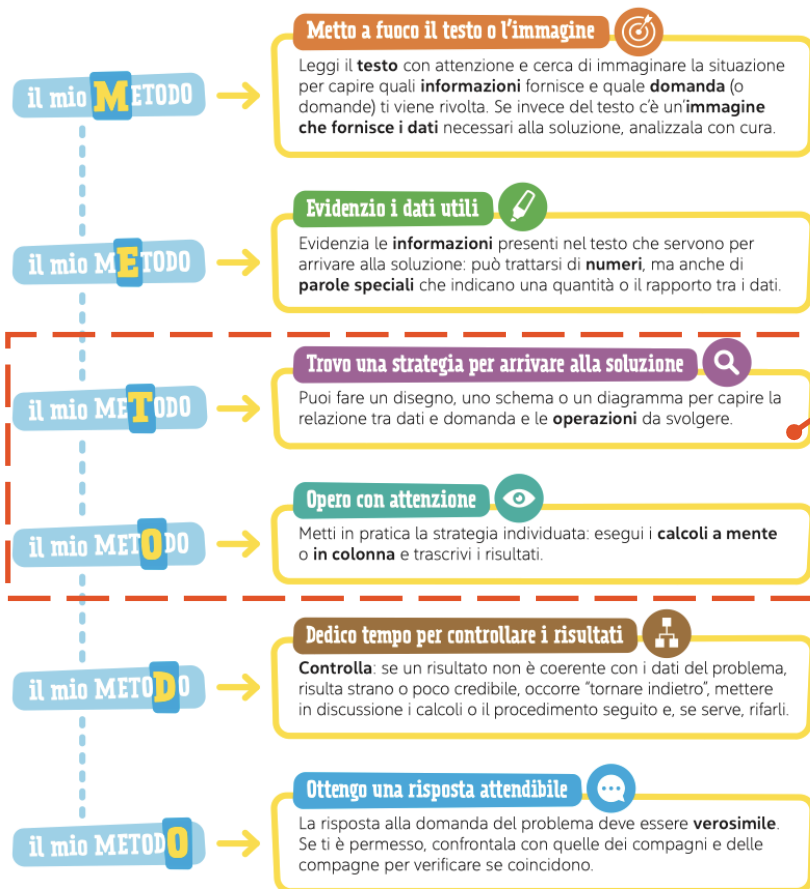 Metto a fuoco il testo o l'immagine
il mio METODO
Leggi il testo con attenzione e cerca di immaginare la situazione
per capire quali informazioni fornisce e quale domanda (o
domande) ti viene rivolta. Se invece del testo c'è un'immagine
che fornisce i dati necessari alla soluzione, analizzala con cura.
Evidenzio i dati utili
il mio METODO
Evidenzia le informazioni presenti nel testo che servono per
arrivare alla soluzione: può trattarsi di numeri, ma anche di
parole speciali che indicano una quantità o il rapporto tra i dati.
Trovo una strategia per arrivare alla soluzione
il mio METODO
Puoi fare un disegno, uno schema o un diagramma per capire la
relazione tra dati e domanda e le operazioni da svolgere.
Opero con attenzione
il mio METODO
Metti in pratica la strategia individuata: esegui i calcoli a mente
o in colonna e trascrivi i risultati.
Dedico tempo per controllare i risultati
il mio METODO
Controlla: se un risultato non è coerente con i dati del problema,
risulta strano o poco credibile, occorre "tornare indietro", mettere
in discussione i calcoli o il procedimento seguito e, se serve, rifarli.
Ottengo una risposta attendibile
il mio METODO
La risposta alla domanda del problema deve essere verosimile.
Se ti è permesso, confrontala con quelle dei compagni e delle
compagne per verificare se coincidono.